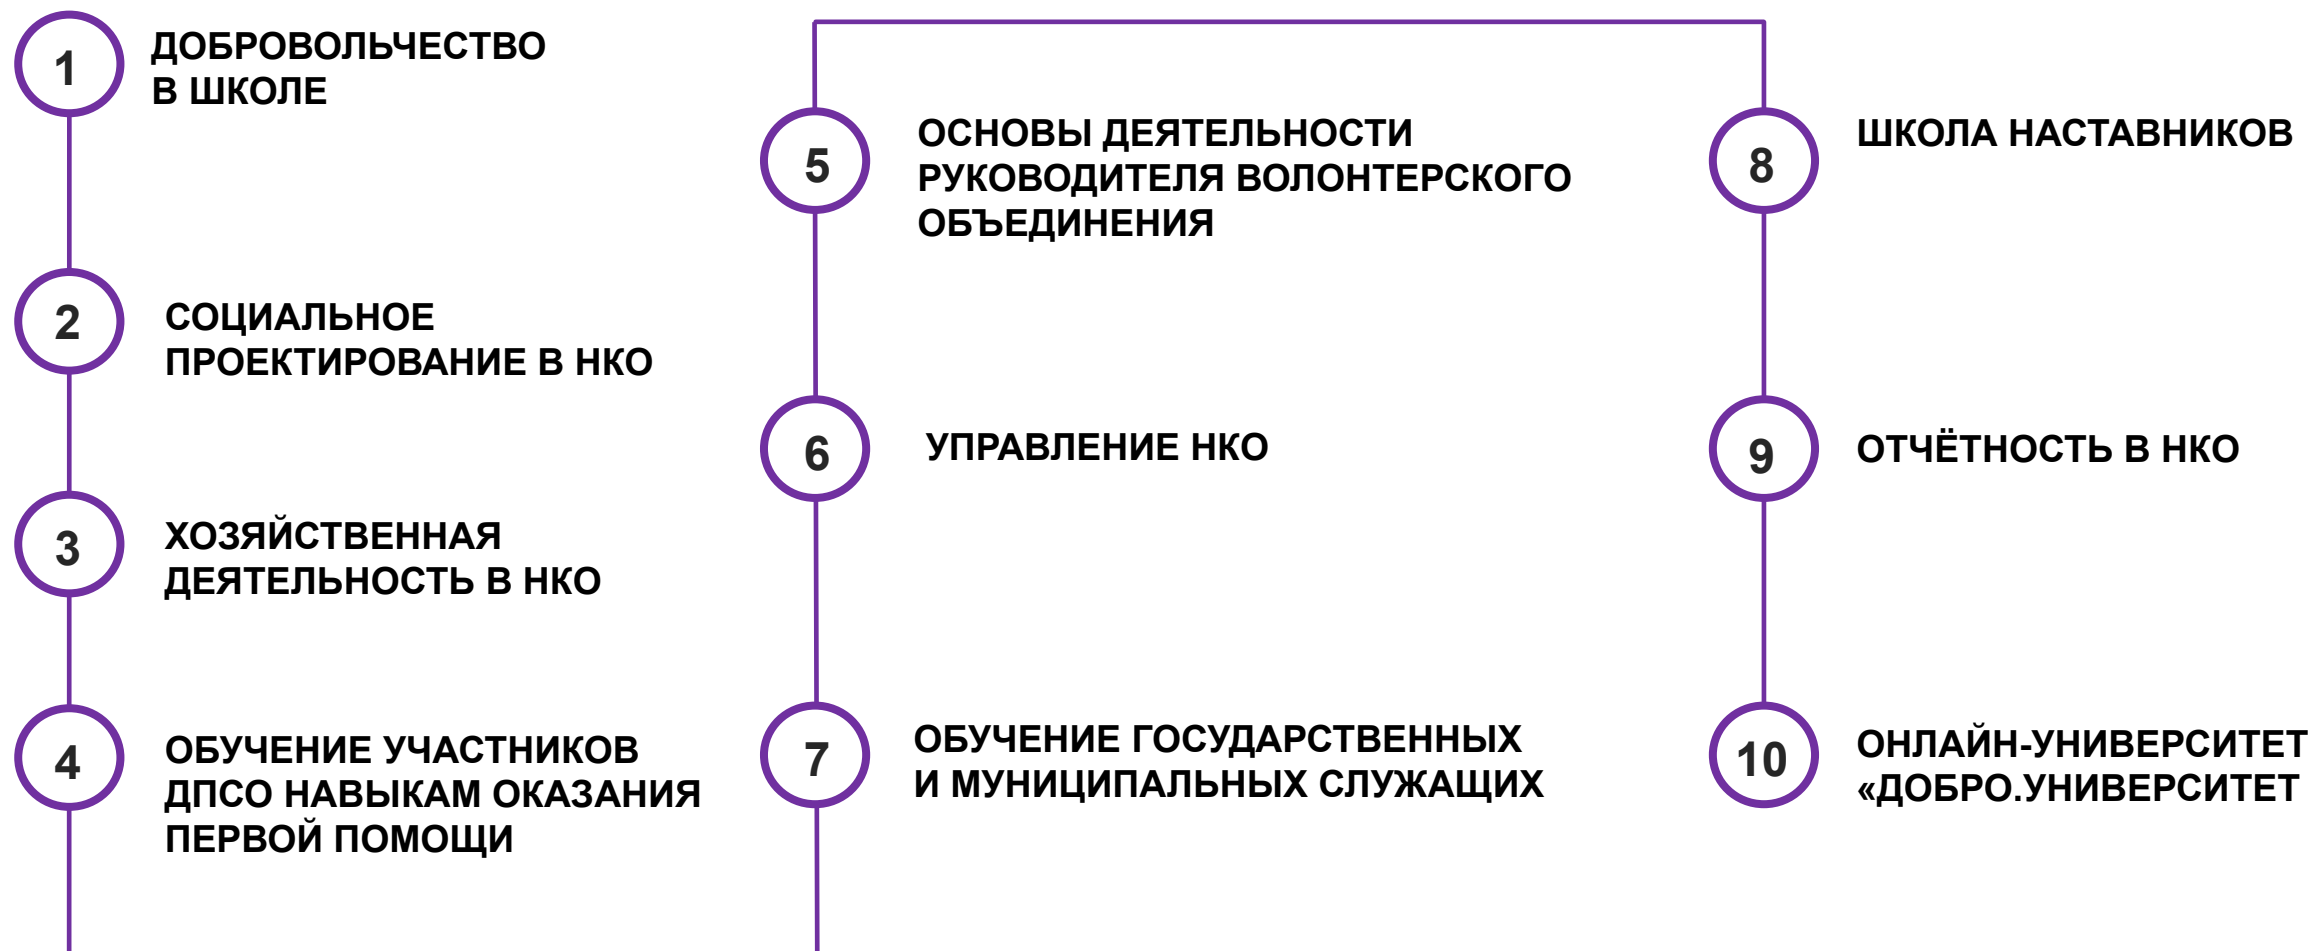 1
ДОБРОВОЛЬЧЕСТВО
В ШКОЛЕ
2
СОЦИАЛЬНОЕ
ПРОЕКТИРОВАНИЕ В НКО
3
ХОЗЯЙСТВЕННАЯ
ДЕЯТЕЛЬНОСТЬ В НКО
4
ОБУЧЕНИЕ УЧАСТНИКОВ
ДПСО НАВЫКАМ ОКАЗАНИЯ
ПЕРВОЙ ПОМОЩИ
5
ОСНОВЫ ДЕЯТЕЛЬНОСТИ
РУКОВОДИТЕЛЯ ВОЛОНТЕРСКОГО
ОБЪЕДИНЕНИЯ
6
УПРАВЛЕНИЕ НКО
7
ОБУЧЕНИЕ ГОСУДАРСТВЕННЫХ
И МУНИЦИПАЛЬНЫХ СЛУЖАЩИХ
8
ШКОЛА НАСТАВНИКОВ
9
ОТЧЁТНОСТЬ В НКО
10
ОНЛАЙН-УНИВЕРСИТЕТ
«ДОБРО.УНИВЕРСИТЕТ